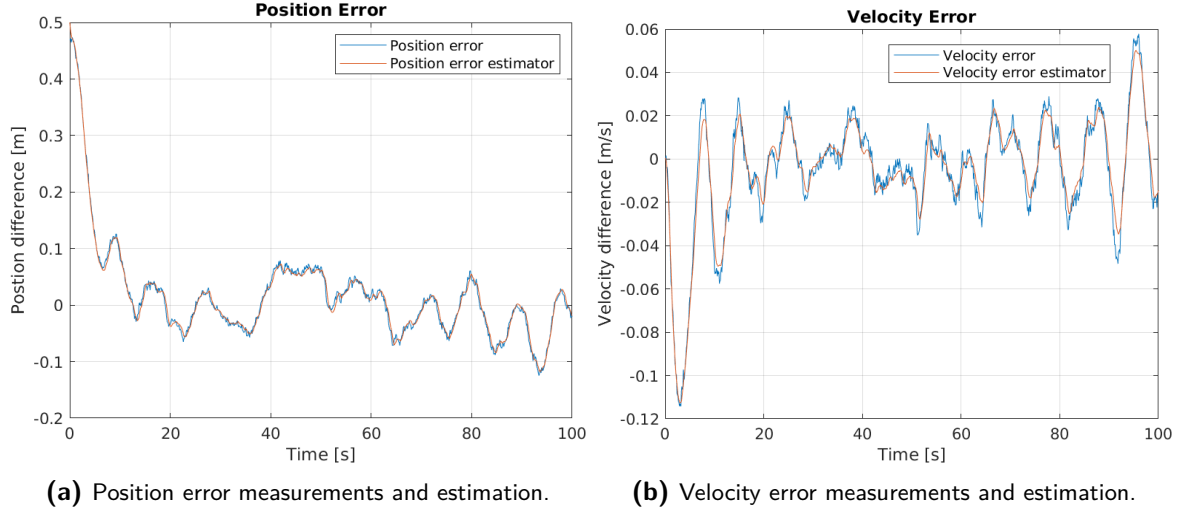 Position Error
0.5
0.4
0.3
0.2
0.1
0
-0.1
-0.2
Postion difference [m]
Position error
Position error estimator
0
20
40
60
80
100
Time [s]
(a) Position error measurements and estimation.
Velocity Error
0.06
0.04
0.02
0
-0.02
-0.04
-0.06
-0.08
-0.1
-0.12
Velocity difference [m/s]
Velocity error
Velocity error estimator
0
20
40
60
80
100
Time [s]
(b) Velocity error measurements and estimation.